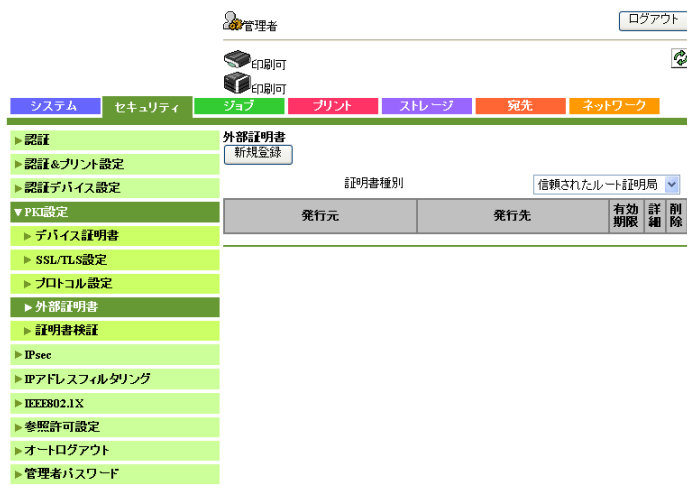 管理者
ログアウト
印刷可
印刷可
システム セキュリティ ジョブ プリント ストレージ 宛先 ネットワーク
認証
認証&プリント設定
認証デバイス設定
PKI設定
デバイス証明書
SSL/TLS設定
プロトコル設定
外部証明書
証明書検証
IPsec
IPアドレスフィルタリング
IEEE802.1X
参照許可設定
オートログアウト
管理者パスワード
外部証明書
新規登録
証明書種別 信頼されたルート証明局
発行元 発行先 有効期限 詳細 削除